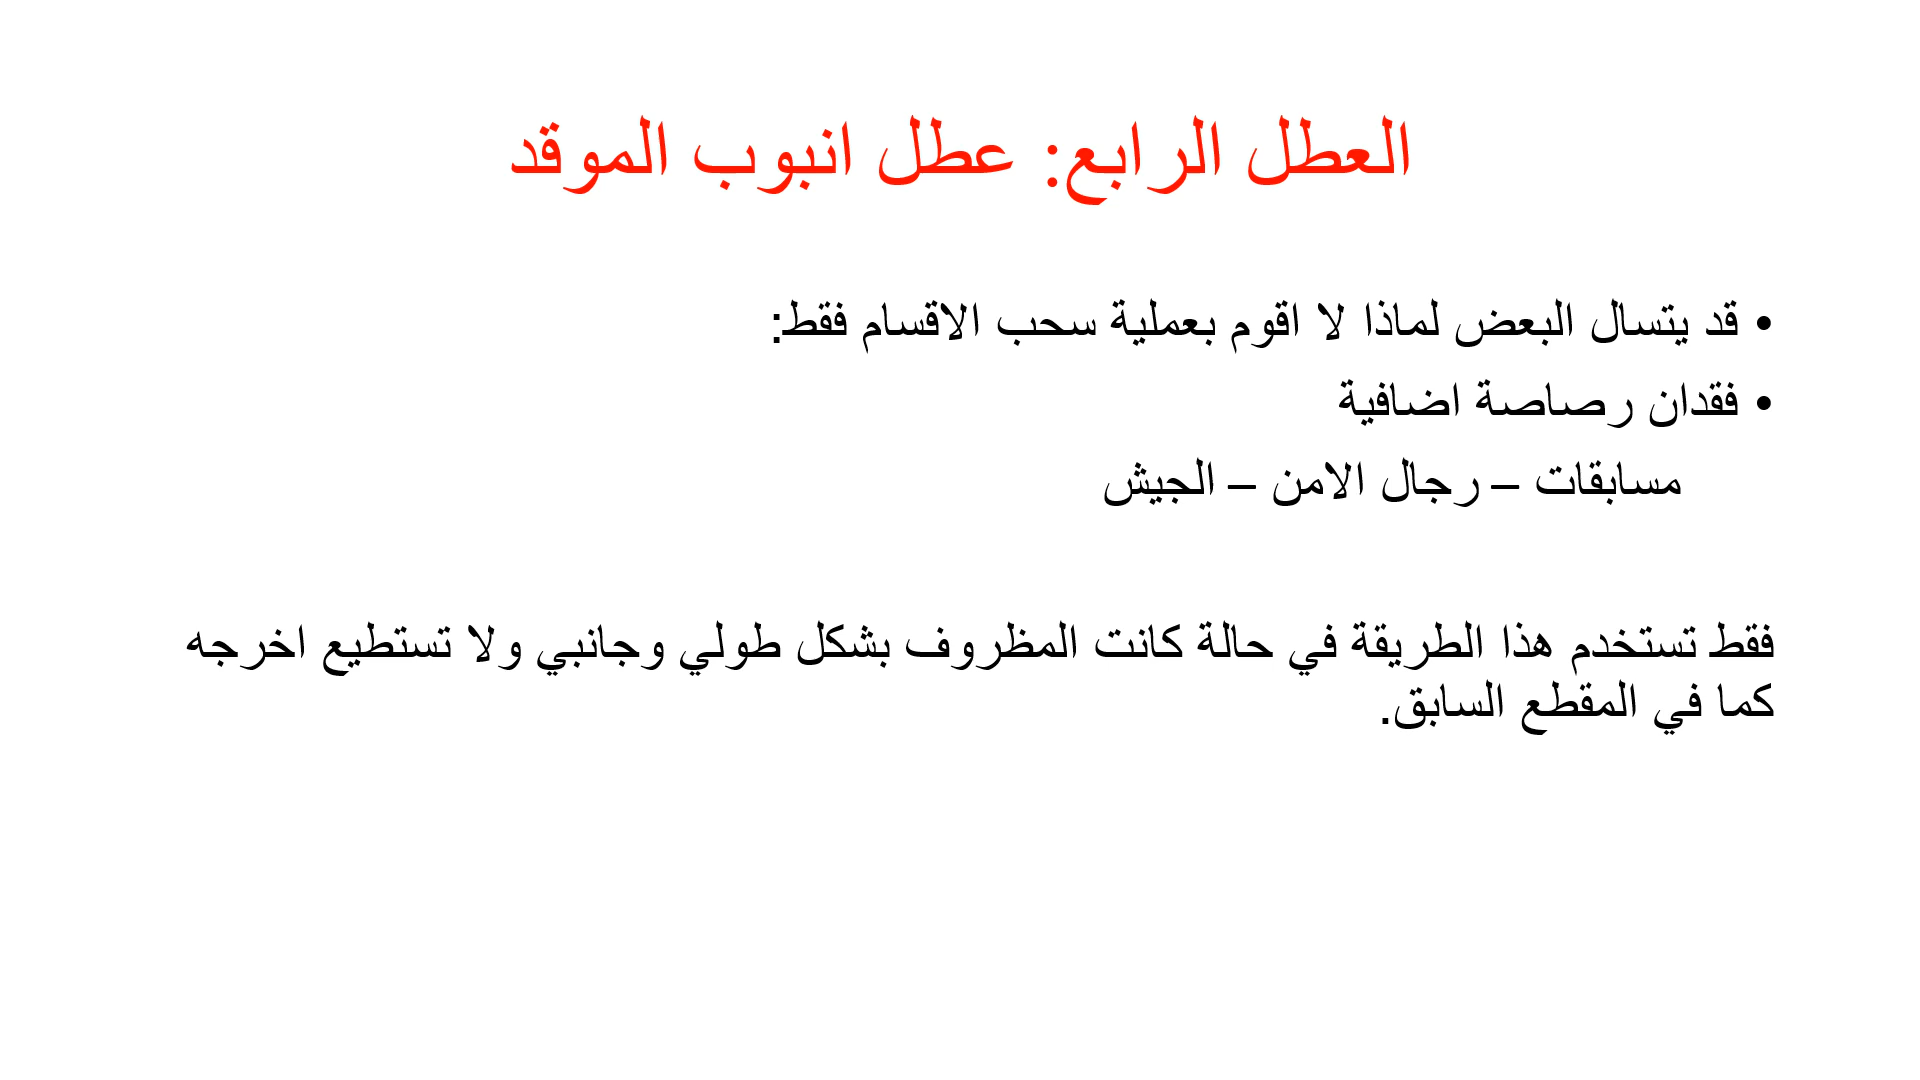 العطل الرابع: عطل انبوب الموقد
• قد يتسال البعض لماذا لا اقوم بعملية سحب الاقسام فقط:
• فقدان رصاصة اضافية
مسابقات – رجال الامن – الجيش
فقط تستخدم هذا الطريقة في حالة كانت المظروف بشكل طولي وجانبي ولا تستطيع اخرجه
كما في المقطع السابق.